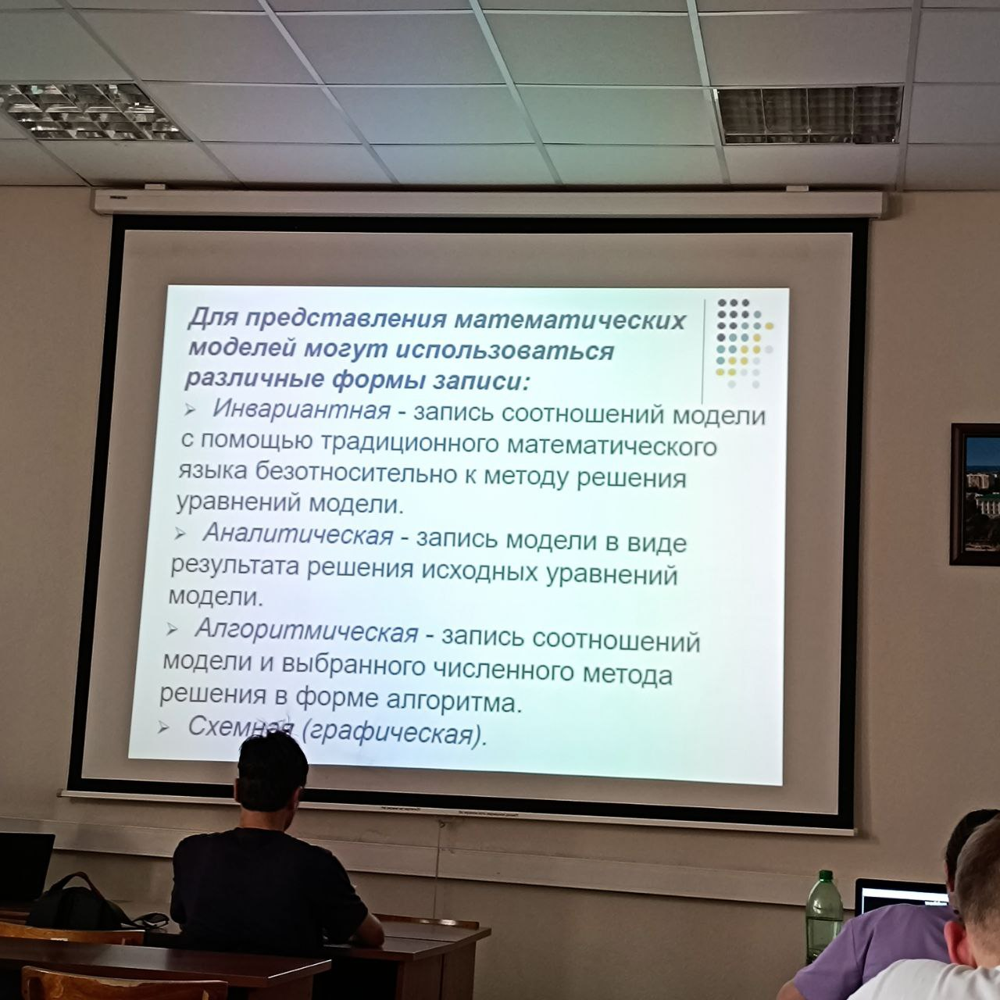 Для представления математических
моделей могут использоваться
различные формы записи:
➢ Инвариантная - запись соотношений модели
с помощью традиционного математического
языка безотносительно к методу решения
уравнений модели.
➢ Аналитическая - запись модели в виде
результата решения исходных уравнений
модели.
➢ Алгоритмическая - запись соотношений
модели и выбранного численного метода
решения в форме алгоритма.
➢ Схемная (графическая).